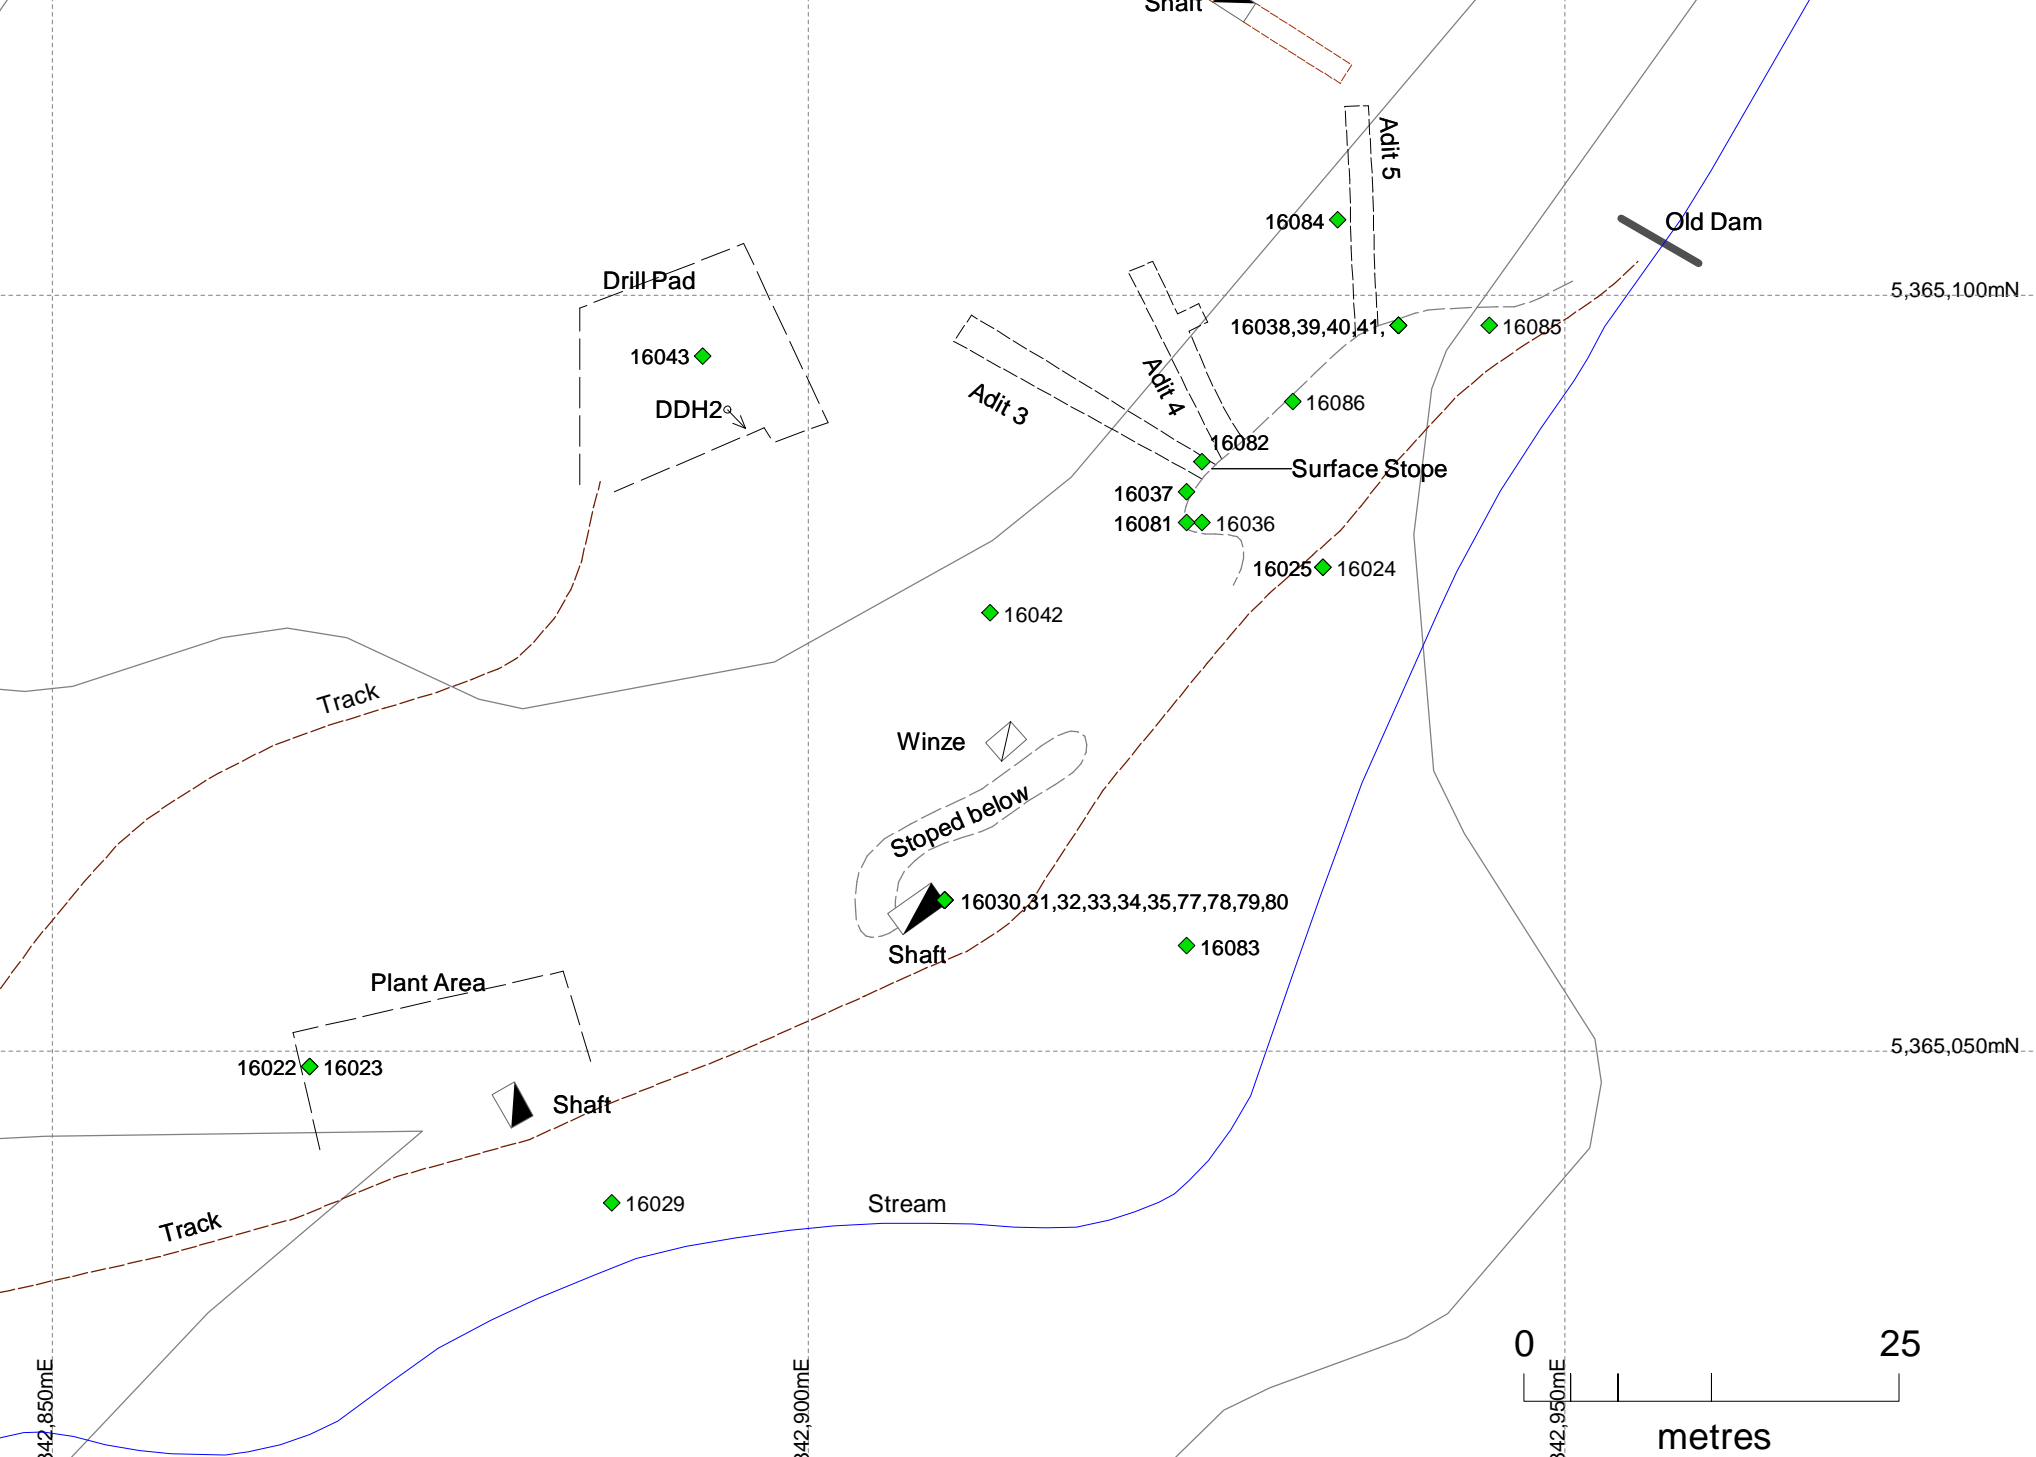 Shaft
Adit 5
16084
Old Dam
Drill Pad
5,365,100mN
16038,39,40,41,
16085
16043
Adit 4
Adit 3
16086
DDH2
16082
Surface Stope
16037
16081
16036
16025
16024
16042
Track
Winze
Stoped below
16030,31,32,33,34,35,77,78,79,80
Shaft
16083
Plant Area
5,365,050mN
16022
16023
Shaft
16029
Stream
Track
0
25
metres
342,850mE
342,900mE
342,950mE